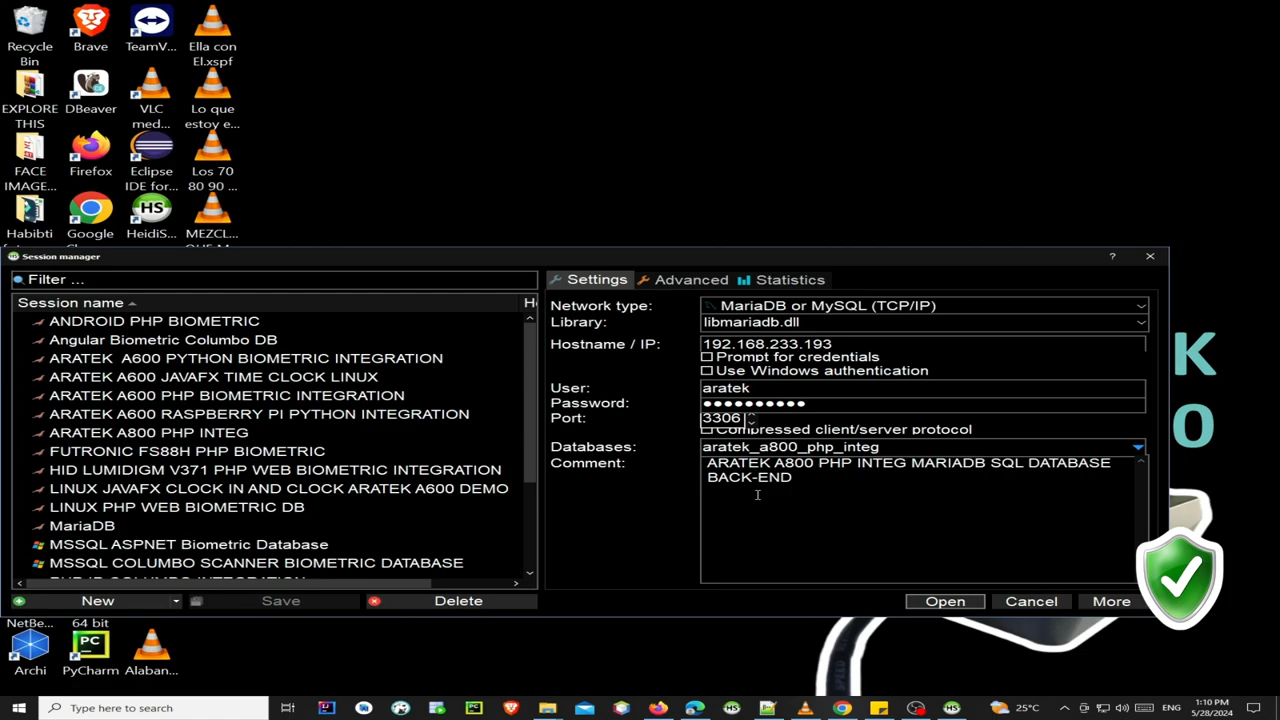 Recycle Bin
Brave
TeamV...
Ella con El.xspf
EXPLORE THIS
DBeaver
VLC med...
Lo que estoy e...
FACE IMAGE...
Firefox
Eclipse IDE for...
Los 70 80 90 ...
Habibti
Google
HeidiS...
MEZCL...
HS
Session manager
?
Filter ...
Settings
Advanced
Statistics
Session name
Network type:
MariaDB or MySQL (TCP/IP)
Library:
libmariadb.dll
Hostname / IP:
192.168.233.193
Prompt for credentials
Use Windows authentication
User:
aratek
Password:
●●●●●●●●●●
Port:
3306
Compressed client/server protocol
Databases:
aratek_a800_php_integ
Comment:
ARATEK A800 PHP INTEG MARIADB SQL DATABASE
BACK-END
ANDROID PHP BIOMETRIC
Angular Biometric Columbo DB
ARATEK A600 PYTHON BIOMETRIC INTEGRATION
ARATEK A600 JAVAFX TIME CLOCK LINUX
ARATEK A600 PHP BIOMETRIC INTEGRATION
ARATEK A600 RASPBERRY PI PYTHON INTEGRATION
ARATEK A800 PHP INTEG
FUTRONIC FS88H PHP BIOMETRIC
HID LUMIDIGM V371 PHP WEB BIOMETRIC INTEGRATION
LINUX JAVAFX CLOCK IN AND CLOCK ARATEK A600 DEMO
LINUX PHP WEB BIOMETRIC DB
MariaDB
MSSQL ASPNET Biometric Database
MSSQL COLUMBO SCANNER BIOMETRIC DATABASE
New
Save
Delete
Open
Cancel
More
K
0
NetBe...
64 bit
PC
Archi
PyCharm
Alaban...
Type here to search
25°C
ENG
1:10 PM
5/28/2024